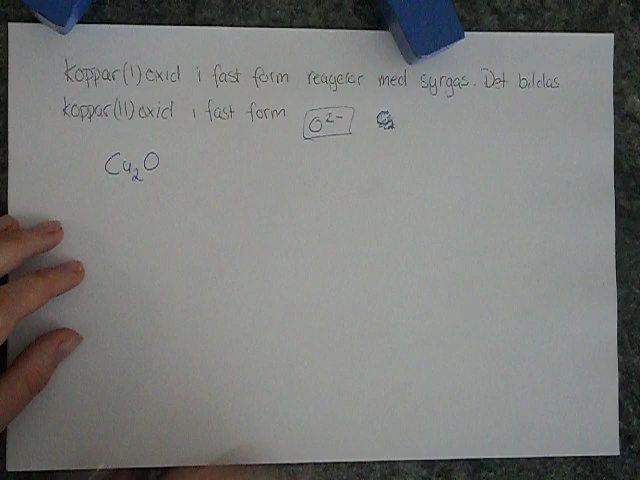 koppar(I)oxid i fast form reagerar med syrgas. Det bildas
koppar(II)oxid i fast form O²⁻
Cu₂O